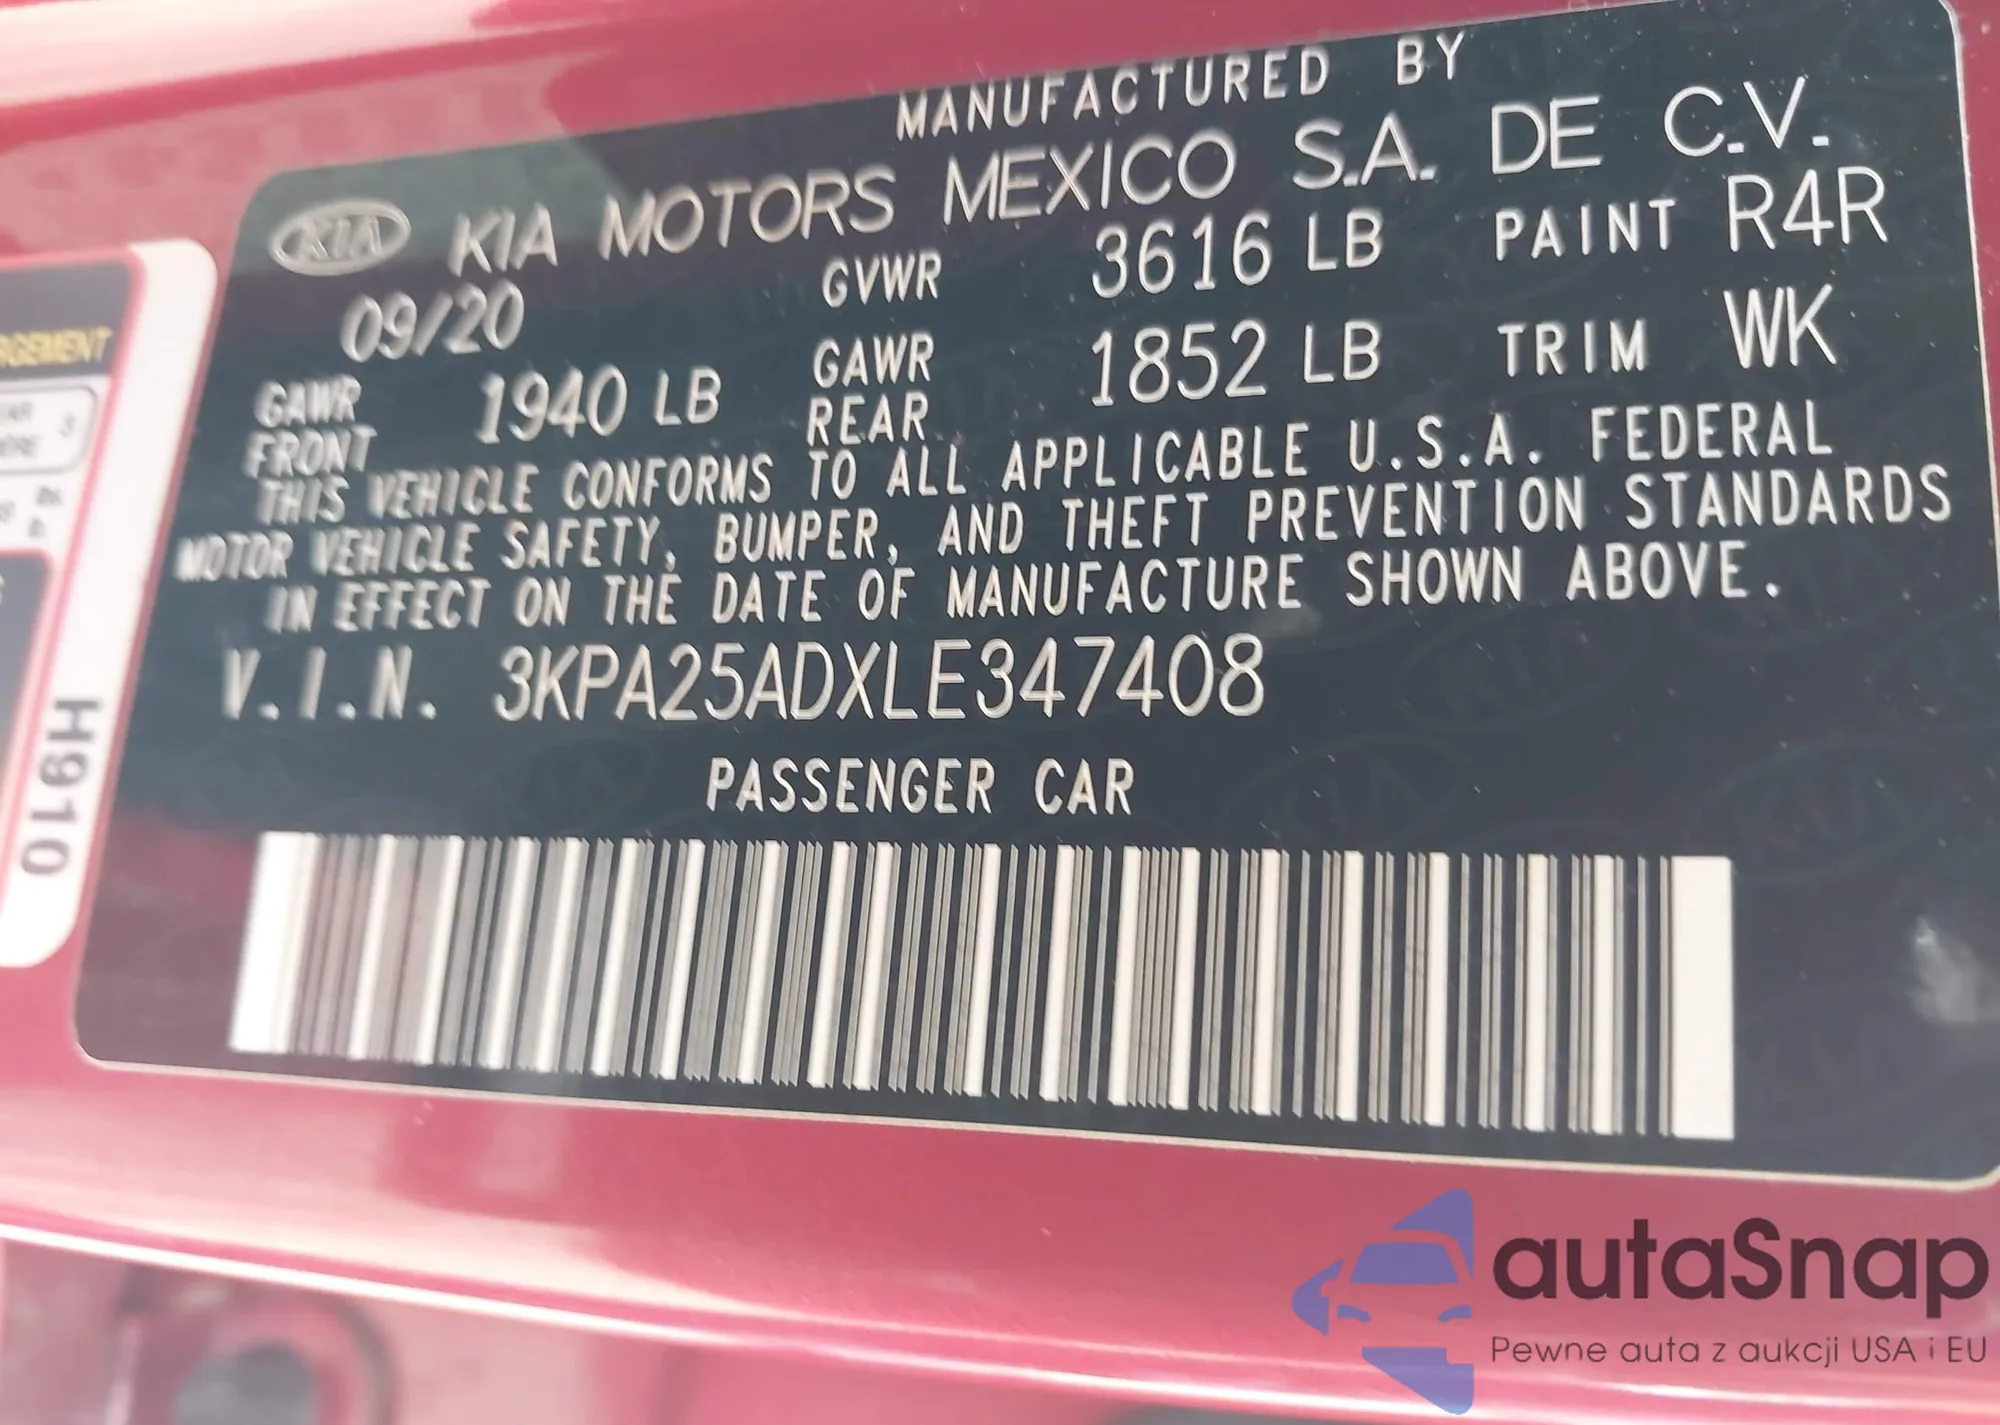 MANUFACTURED BY
KIA KIA MOTORS MEXICO S.A. DE C.V.
09/20 GVWR 3616 LB PAINT R4R
GAWR FRONT 1940 LB GAWR REAR 1852 LB TRIM WK
THIS VEHICLE CONFORMS TO ALL APPLICABLE U.S.A. FEDERAL
MOTOR VEHICLE SAFETY, BUMPER, AND THEFT PREVENTION STANDARDS
IN EFFECT ON THE DATE OF MANUFACTURE SHOWN ABOVE.
V.I.N. 3KPA25ADXLE347408
PASSENGER CAR
H910
3
autaSnap
Pewne auta z aukcji USA i EU